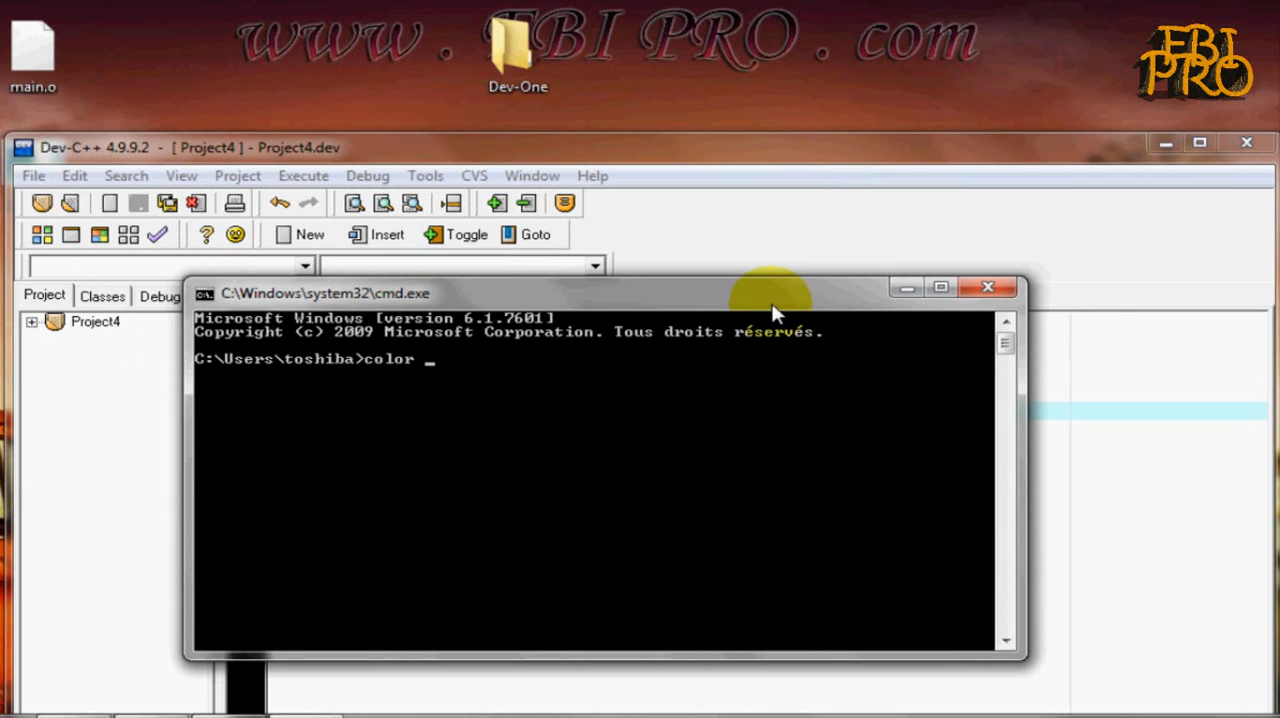 www . EBI PRO . com
EBI
PRO
main.o
Dev-One
Dev-C++ 4.9.9.2 - [ Project4 ] - Project4.dev
File Edit Search View Project Execute Debug Tools CVS Window Help
New Insert Toggle Goto
Project Classes Debug
Project4
C:\Windows\system32\cmd.exe
Microsoft Windows [version 6.1.7601]
Copyright (c) 2009 Microsoft Corporation. Tous droits réservés.
C:\Users\toshiba>color _